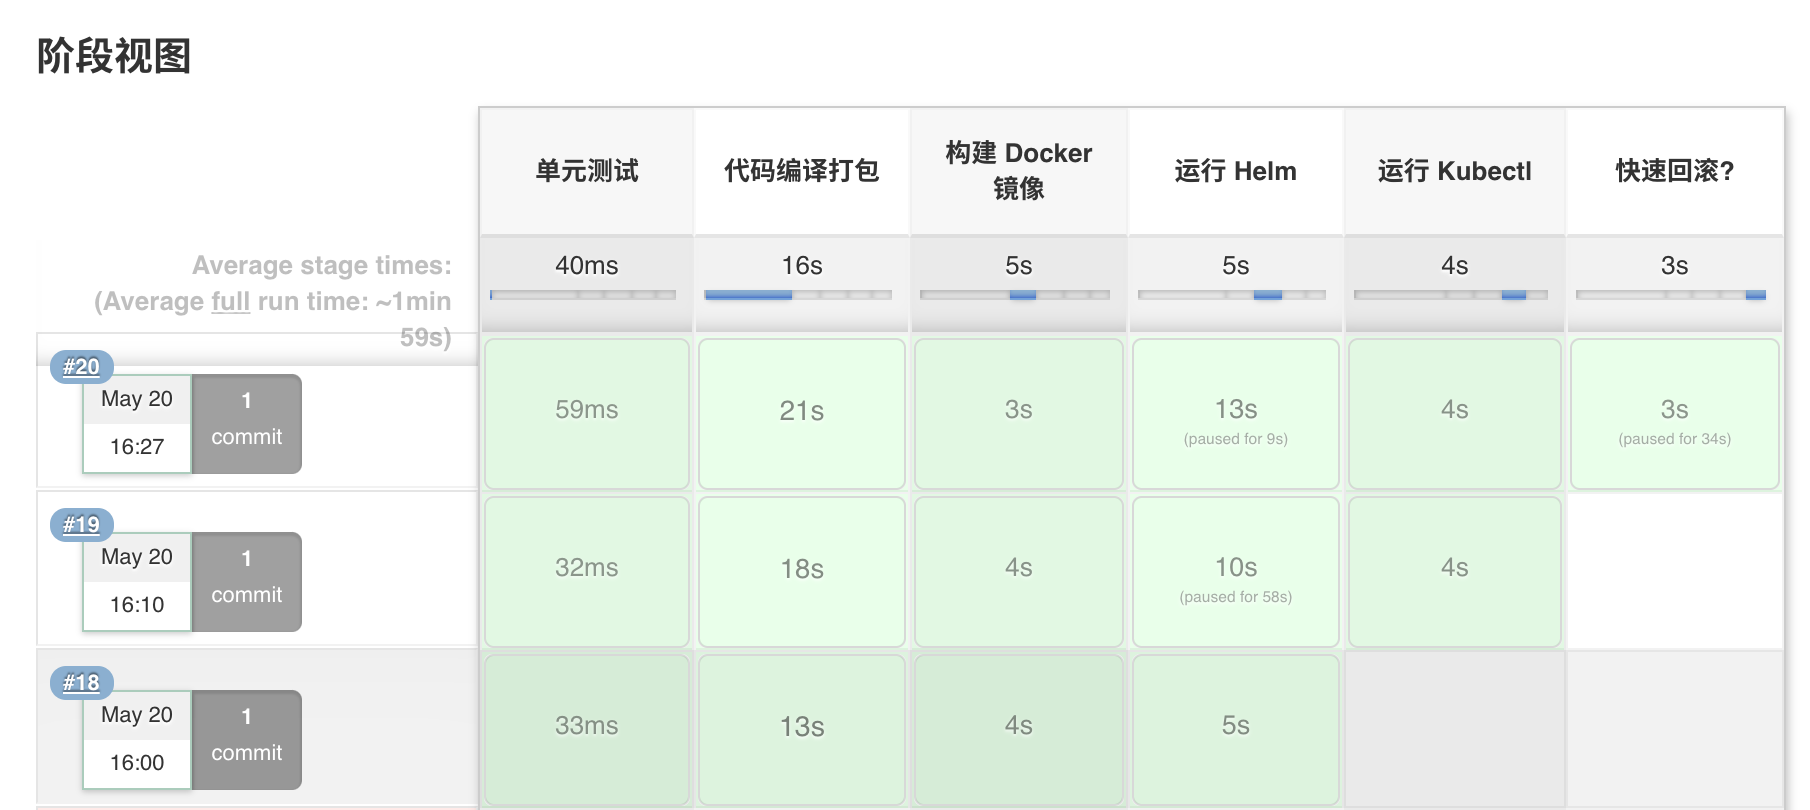 阶段视图
单元测试
代码编译打包
构建 Docker
镜像
运行 Helm
运行 Kubectl
快速回滚?
Average stage times:
(Average full run time: ~1min
59s)
40ms
16s
5s
5s
4s
3s
#20
May 20
16:27
1
commit
59ms
21s
3s
13s
(paused for 9s)
4s
3s
(paused for 34s)
#19
May 20
16:10
1
commit
32ms
18s
4s
10s
(paused for 58s)
4s
#18
May 20
16:00
1
commit
33ms
13s
4s
5s